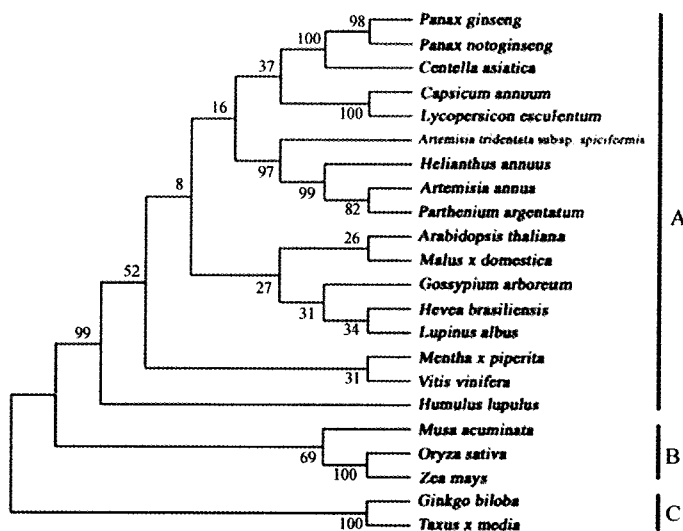 98
Panax ginseng
100
Panax notoginseng
37
Centella asiatica
Capsicum annuum
16
100
Lycopersicon esculentum
Artemisia tridentata subsp. spiciformis
97
Helianthus annuus
99
Artemisia annua
8
82
Parthenium argentatum
A
26
Arabidopsis thaliana
52
27
Malus x domestica
Gossypium arboreum
31
Hevea brasiliensis
99
34
Lupinus albus
Mentha x piperita
31
Vitis vinifera
Humulus lupulus
Musa acuminata
69
Oryza sativa
B
100
Zea mays
Ginkgo biloba
C
100
Taxus x media